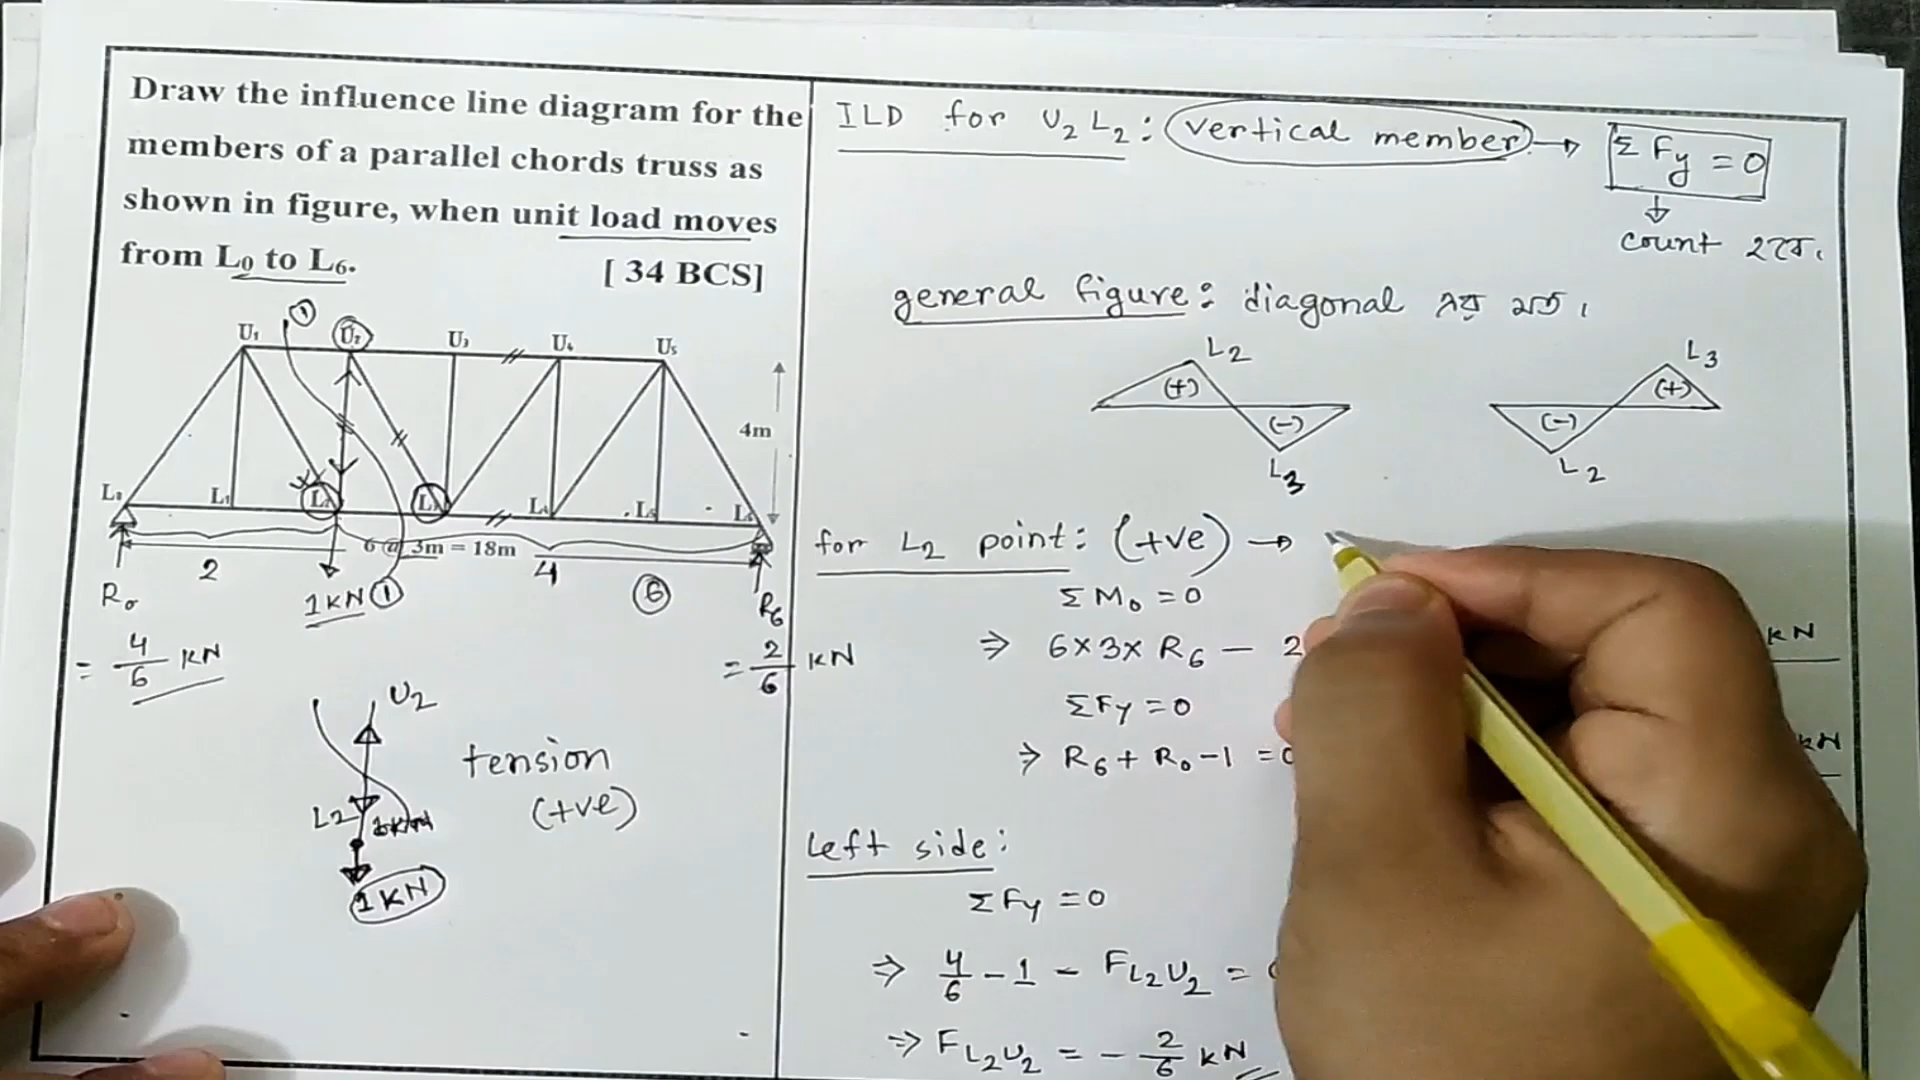 Draw the influence line diagram for the
members of a parallel chords truss as
shown in figure, when unit load moves
from L0 to L6. [ 34 BCS]
1
U1 U2 U3 U4 U5
4m
L0 L1 L2 L3 L4 L5 L6
6 @ 3m = 18m
2 4 6
R0 1KN 1 R6
= 4/6 KN = 2/6 KN
U2
tension
(+ve)
L2
1KN
ILD for U2 L2: vertical member → ΣFy = 0
count হবে.
general figure: diagonal এর মত।
L2 L3
(+) (+)
(-) (-)
L3 L2
for L2 point: (+ve) →
ΣM0 = 0
⇒ 6×3× R6 - 2 KN
ΣFy = 0
⇒ R6 + R0 - 1 = 0 KN
Left side:
ΣFy = 0
⇒ 4/6 - 1 - FL2U2 =
⇒ FL2U2 = - 2/6 KN